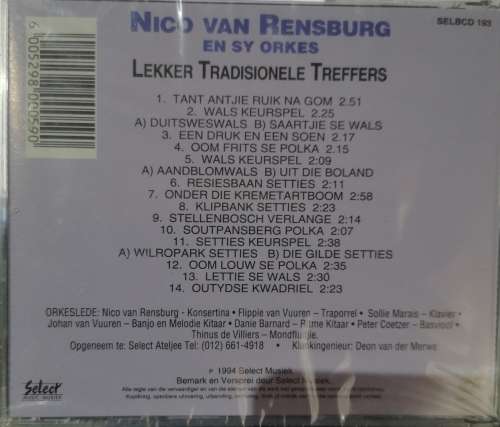 NICO VAN RENSBURG
EN SY ORKES
SELBCD 193
LEKKER TRADISIONELE TREFFERS
1. TANT ANTJIE RUIK NA GOM 2.51
2. WALS KEURSPEL 2.25
A) DUITSWESWALS B) SAARTJIE SE WALS
3. EEN DRUK EN EEN SOEN 2.17
4. OOM FRITS SE POLKA 2.15
5. WALS KEURSPEL 2:09
A) AANDBLOMWALS B) UIT DIE BOLAND
6. RESIESBAAN SETTIES 2:11
7. ONDER DIE KREMETARTBOOM 2:58
8. KLIPBANK SETTIES 2:23
9. STELLENBOSCH VERLANGE 2:14
10. SOUTPANSBERG POLKA 2:07
11. SETTIES KEURSPEL 2:38
A) WILROPARK SETTIES B) DIE GILDE SETTIES
12. OOM LOUW SE POLKA 2:35
13. LETTIE SE WALS 2:30
14. OUTYDSE KWADRIEL 2:23
ORKESLEDE: Nico van Rensburg - Konsertina • Flippie van Vuuren - Traporrel • Sollie Marais - Klavier •
Johan van Vuuren - Banjo en Melodie Kitaar • Danie Barnard - Ritme Kitaar • Peter Coetzer - Basviool •
Thinus de Villiers - Mondfluitjie.
Opgeneem te: Select Ateljee Tel: (012) 661-4918 • Klankingenieur: Deon van der Merwe
℗ 1994 Select Musiek
Bemark en Versprei deur Select Musiek.
Select
MUSIC MUSIEK